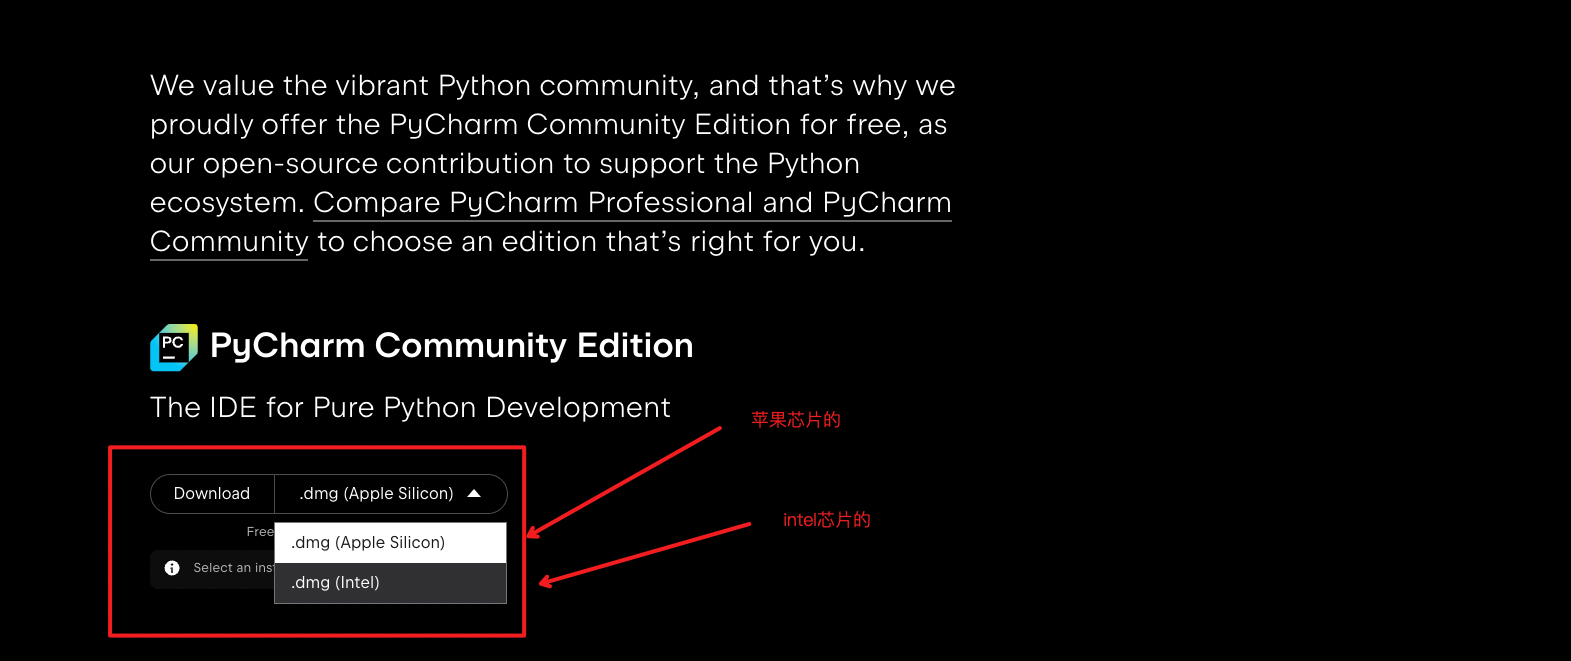 We value the vibrant Python community, and that’s why we
proudly offer the PyCharm Community Edition for free, as
our open-source contribution to support the Python
ecosystem. Compare PyCharm Professional and PyCharm
Community to choose an edition that’s right for you.
PC
PyCharm Community Edition
The IDE for Pure Python Development
苹果芯片的
Download
.dmg (Apple Silicon)
intel芯片的
Free
.dmg (Apple Silicon)
Select an
.dmg (Intel)